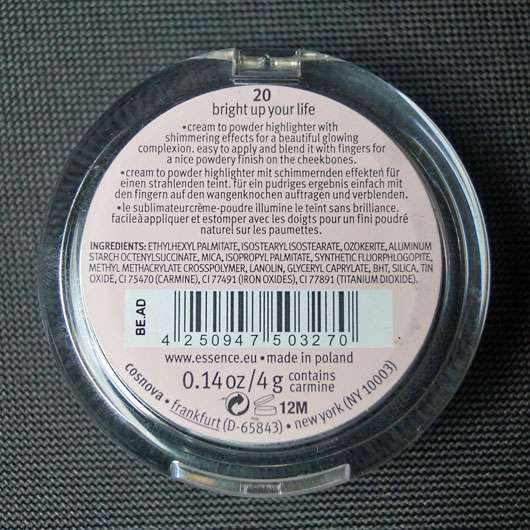 20
bright up your life
•cream to powder highlighter with
shimmering effects for a beautiful glowing
complexion. easy to apply and blend it with fingers for
a nice powdery finish on the cheekbones.
•cream to powder highlighter mit schimmernden effekten für
einen strahlenden teint. für ein pudriges ergebnis einfach mit
den fingern auf den wangenknochen auftragen und verblenden.
•le sublimateurcrème-poudre illumine le teint sans brillance.
facileàappliquer et estomper avec les doigts pour un fini poudré
naturel sur les paumettes.
INGREDIENTS: ETHYLHEXYL PALMITATE, ISOSTEARYL ISOSTEARATE, OZOKERITE, ALUMINUM
STARCH OCTENYLSUCCINATE, MICA, ISOPROPYL PALMITATE, SYNTHETIC FLUORPHLOGOPITE,
METHYL METHACRYLATE CROSSPOLYMER, LANOLIN, GLYCERYL CAPRYLATE, BHT, SILICA, TIN
OXIDE, CI 75470 (CARMINE), CI 77491 (IRON OXIDES), CI 77891 (TITANIUM DIOXIDE).
BE.AD
4 250947 503270
www.essence.eu • made in poland
0.14 oz/4 g contains
carmine
12M
cosnova • frankfurt (D-65843) • new york (NY 10003)